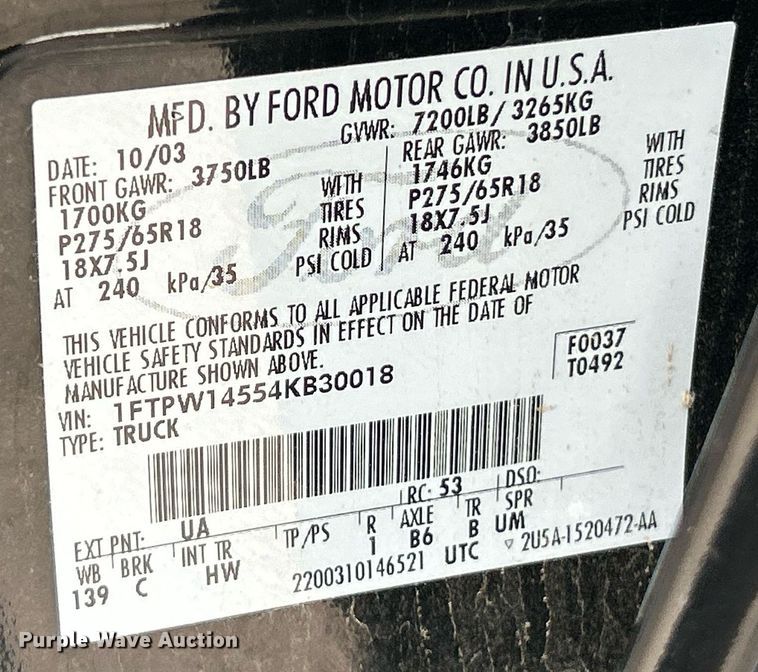 MFD. BY FORD MOTOR CO. IN U.S.A.
DATE: 10/03 GVWR: 7200LB/ 3265KG
FRONT GAWR: 3750LB REAR GAWR: 3850LB
1700KG WITH 1746KG WITH
P275/65R18 TIRES P275/65R18 TIRES
18X7.5J RIMS 18X7.5J RIMS
AT 240 kPa/35 PSI COLD AT 240 kPa/35 PSI COLD
Ford
THIS VEHICLE CONFORMS TO ALL APPLICABLE FEDERAL MOTOR
VEHICLE SAFETY STANDARDS IN EFFECT ON THE DATE OF
MANUFACTURE SHOWN ABOVE.
F0037
VIN: 1FTPW14554KB30018 T0492
TYPE: TRUCK
EXT PNT: UA RC: 53 DSO:
WB BRK INT TR TP/PS R AXLE TR SPR
139 C HW 1 B6 B UM
2200310146521 UTC ▽ 2U5A-1520472-AA
Purple Wave Auction